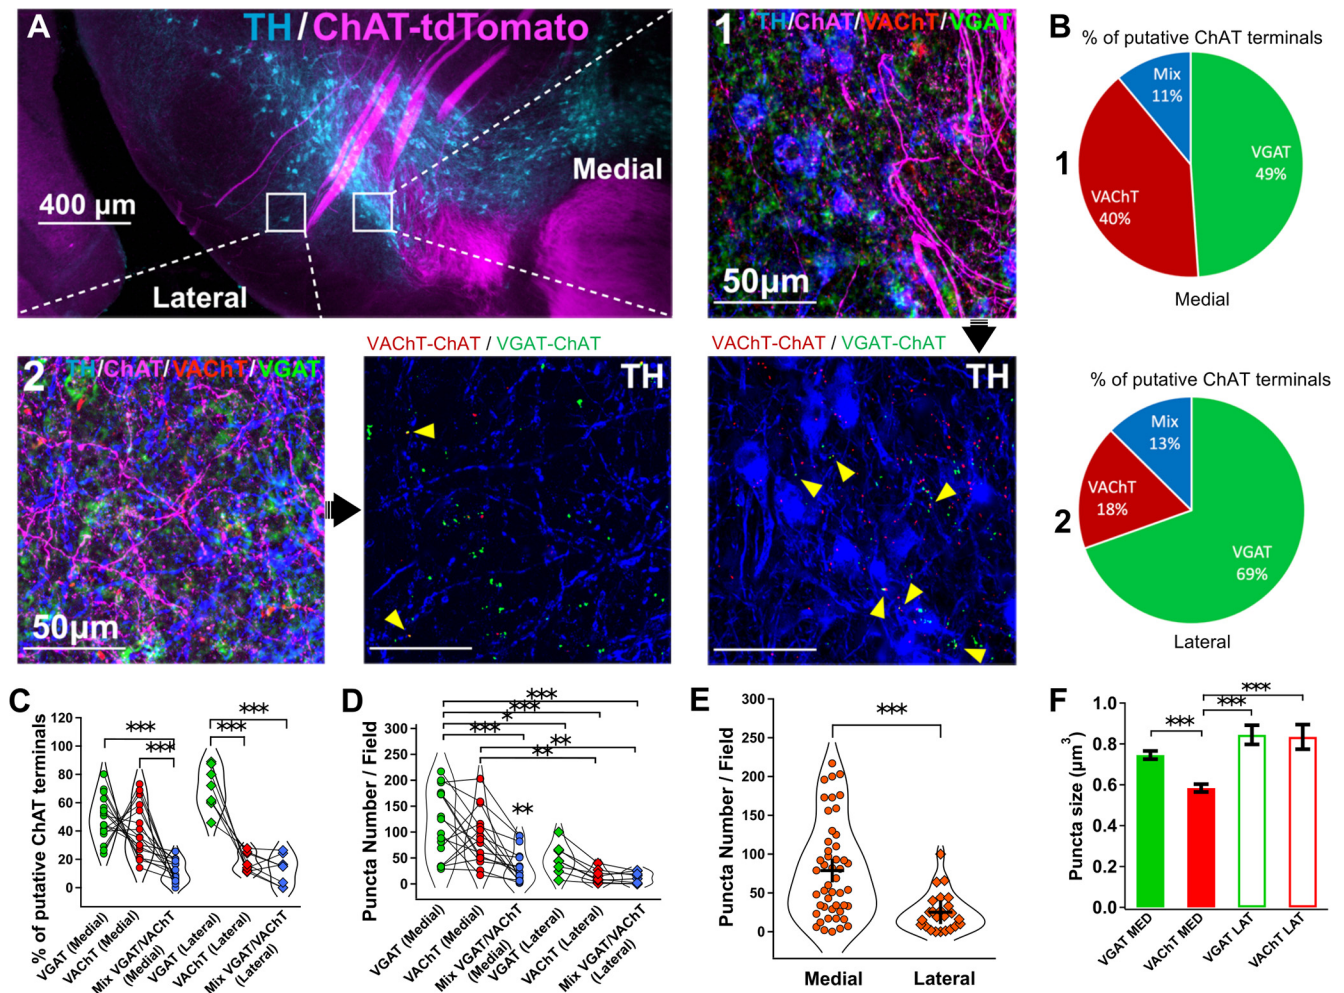 A
TH/ChAT-tdTomato
400 µm
Medial
Lateral
1
TH/ChAT/VAChT/VGAT
50µm
B
% of putative ChAT terminals
Mix
11%
VGAT
49%
VAChT
40%
1
Medial
2
TH/ChAT/VAChT/VGAT
50µm
VAChT-ChAT / VGAT-ChAT
TH
VAChT-ChAT / VGAT-ChAT
TH
% of putative ChAT terminals
Mix
13%
VAChT
18%
VGAT
69%
2
Lateral
C
% of putative ChAT terminals
120
100
80
60
40
20
0
***
***
***
***
VGAT (Medial)
VAChT (Medial)
Mix VGAT/VAChT
(Medial)
VGAT (Lateral)
VAChT (Lateral)
Mix VGAT/VAChT
(Lateral)
D
Puncta Number / Field
300
250
200
150
100
50
0
***
***
*
***
**
**
**
VGAT (Medial)
VAChT (Medial)
Mix VGAT/VAChT
(Medial)
VGAT (Lateral)
VAChT (Lateral)
Mix VGAT/VAChT
(Lateral)
E
Puncta Number / Field
300
250
200
150
100
50
0
***
Medial
Lateral
F
Puncta size (µm³)
1.0
0.8
0.6
0.4
0.2
0.0
***
***
***
VGAT MED
VAChT MED
VGAT LAT
VAChT LAT